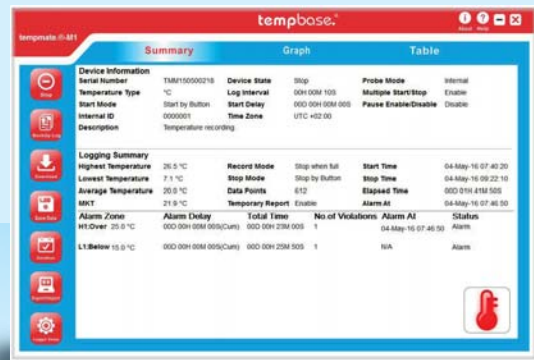 tempbase.
About Help
tempmate.®-M1
Summary Graph Table
Device Information
Serial Number TMM150500218 Device State Stop Probe Mode Internal
Temperature Type °C Log Interval 00H 00M 10S Multiple Start/Stop Enable
Start Mode Start by Button Start Delay 00D 00H 00M 00S Pause Enable/Disable Disable
Internal ID 0000001 Time Zone UTC +02:00
Description Temperature recording
Stop
Download
Save Data
Logging Summary
Highest Temperature 26.5 °C Record Mode Stop when full Start Time 04-May-16 07:40:20
Lowest Temperature 7.1 °C Stop Mode Stop by Button Stop Time 04-May-16 09:22:10
Average Temperature 20.0 °C Data Points 612 Elapsed Time 00D 01H 41M 50S
MKT 21.9 °C Temporary Report Enable Alarm At 04-May-16 07:46:50
Alarm Zone Alarm Delay Total Time No.of Violations Alarm At Status
H1:Over 25.0 °C 00D 00H 00M 00S(Cum) 00D 00H 23M 00S 1 04-May-16 07:46:50 Alarm
L1:Below 15.0 °C 00D 00H 00M 00S(Cum) 00D 00H 25M 50S 1 N/A Alarm